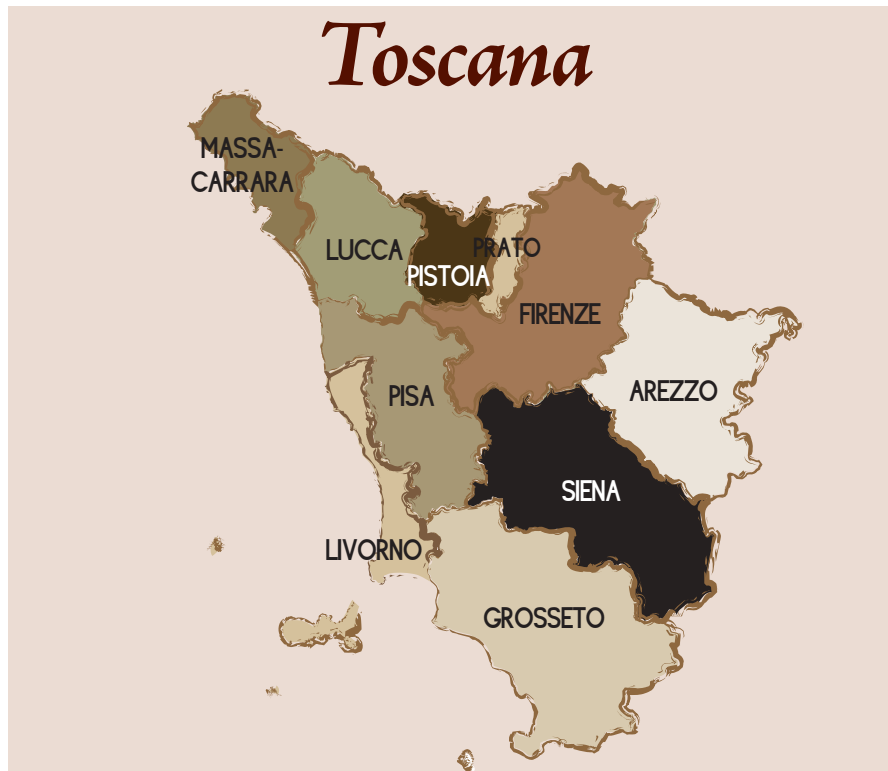 Toscana
MASSA-
CARRARA
LUCCA
PRATO
PISTOIA
FIRENZE
AREZZO
PISA
SIENA
LIVORNO
GROSSETO